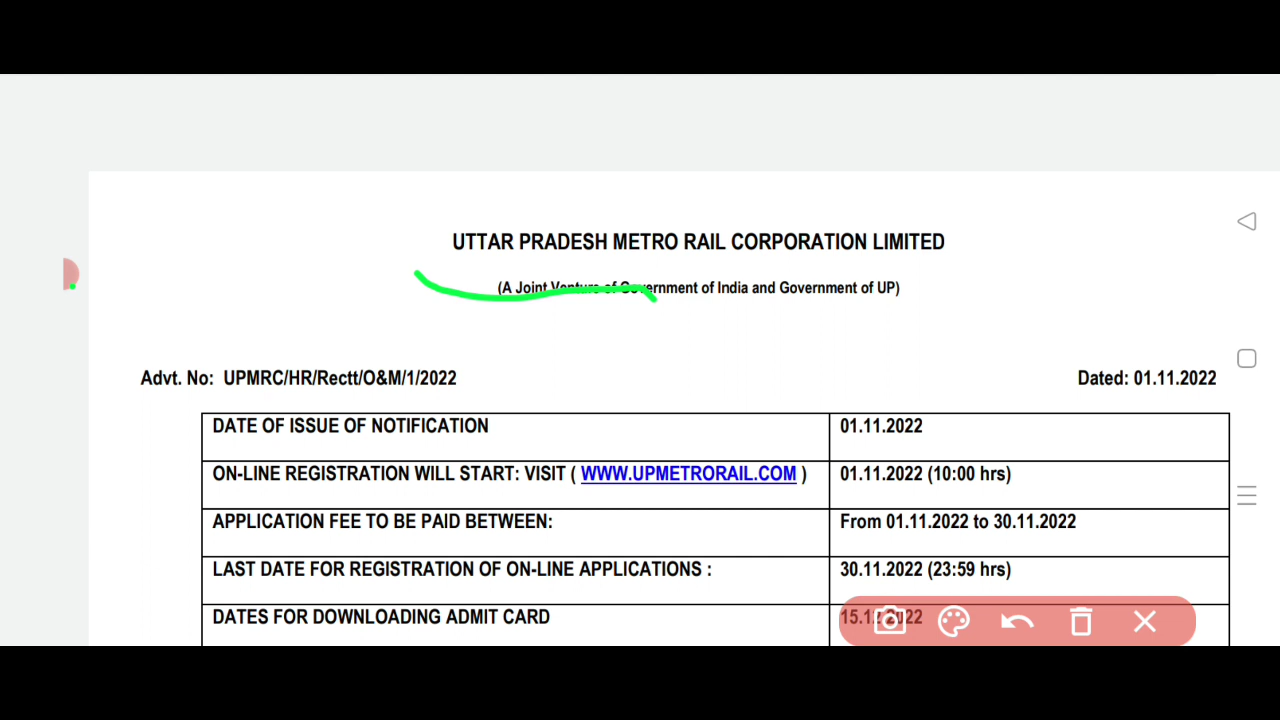 UTTAR PRADESH METRO RAIL CORPORATION LIMITED
(A Joint Venture of Government of India and Government of UP)
Advt. No: UPMRC/HR/Rectt/O&M/1/2022 Dated: 01.11.2022
DATE OF ISSUE OF NOTIFICATION 01.11.2022
ON-LINE REGISTRATION WILL START: VISIT ( WWW.UPMETRORAIL.COM ) 01.11.2022 (10:00 hrs)
APPLICATION FEE TO BE PAID BETWEEN: From 01.11.2022 to 30.11.2022
LAST DATE FOR REGISTRATION OF ON-LINE APPLICATIONS : 30.11.2022 (23:59 hrs)
DATES FOR DOWNLOADING ADMIT CARD 15.12.2022